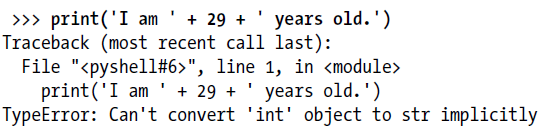 >>> print('I am ' + 29 + ' years old.')
Traceback (most recent call last):
  File "<pyshell#6>", line 1, in <module>
    print('I am ' + 29 + ' years old.')
TypeError: Can't convert 'int' object to str implicitly